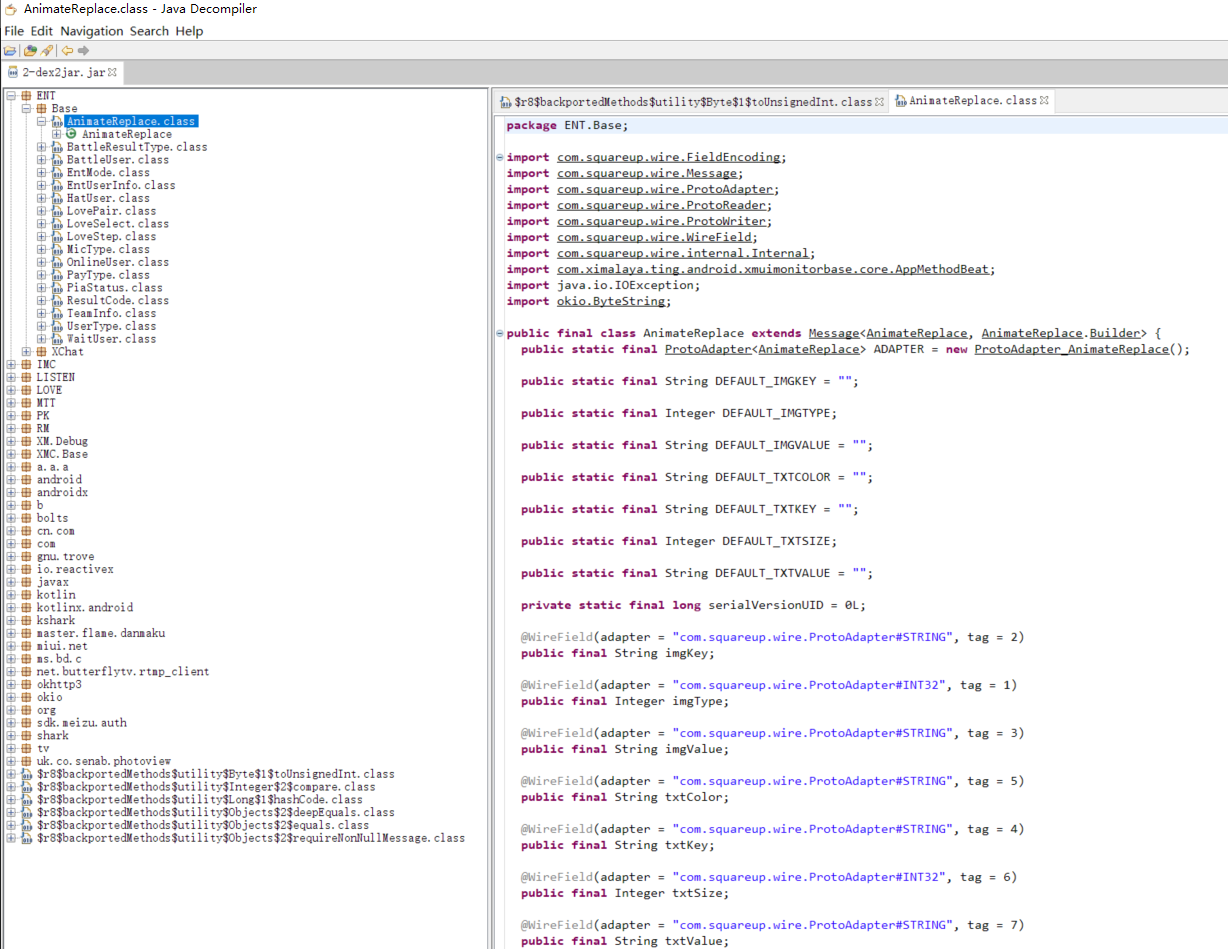 AnimateReplace.class - Java Decompiler
File Edit Navigation Search Help
2-dex2jar.jar
ENT
Base
AnimateReplace.class
AnimateReplace
BattleResultType.class
BattleUser.class
EntMode.class
EntUserInfo.class
HatUser.class
LovePair.class
LoveSelect.class
LoveStep.class
MicType.class
OnlineUser.class
PayType.class
PiaStatus.class
ResultCode.class
TeamInfo.class
UserType.class
WaitUser.class
XChat
IMC
LISTEN
LOVE
MTT
PK
RM
XM.Debug
XMC.Base
a.a.a
android
androidx
b
bolts
cn.com
com
gnu.trove
io.reactivex
javax
kotlin
kotlinx.android
kshark
master.flame.danmaku
miui.net
ms.bd.c
net.butterflytv.rtmp_client
okhttp3
okio
org
sdk.meizu.auth
shark
tv
uk.co.senab.photoview
$r8$backportedMethods$utility$Byte$1$toUnsignedInt.class
$r8$backportedMethods$utility$Integer$2$compare.class
$r8$backportedMethods$utility$Long$1$hashCode.class
$r8$backportedMethods$utility$Objects$2$deepEquals.class
$r8$backportedMethods$utility$Objects$2$equals.class
$r8$backportedMethods$utility$Objects$2$requireNonNullMessage.class
$r8$backportedMethods$utility$Byte$1$toUnsignedInt.class AnimateReplace.class
package ENT.Base;
import com.squareup.wire.FieldEncoding;
import com.squareup.wire.Message;
import com.squareup.wire.ProtoAdapter;
import com.squareup.wire.ProtoReader;
import com.squareup.wire.ProtoWriter;
import com.squareup.wire.WireField;
import com.squareup.wire.internal.Internal;
import com.ximalaya.ting.android.xmuimonitorbase.core.AppMethodBeat;
import java.io.IOException;
import okio.ByteString;
public final class AnimateReplace extends Message<AnimateReplace, AnimateReplace.Builder> {
public static final ProtoAdapter<AnimateReplace> ADAPTER = new ProtoAdapter_AnimateReplace();
public static final String DEFAULT_IMGKEY = "";
public static final Integer DEFAULT_IMGTYPE;
public static final String DEFAULT_IMGVALUE = "";
public static final String DEFAULT_TXTCOLOR = "";
public static final String DEFAULT_TXTKEY = "";
public static final Integer DEFAULT_TXTSIZE;
public static final String DEFAULT_TXTVALUE = "";
private static final long serialVersionUID = 0L;
@WireField(adapter = "com.squareup.wire.ProtoAdapter#STRING", tag = 2)
public final String imgKey;
@WireField(adapter = "com.squareup.wire.ProtoAdapter#INT32", tag = 1)
public final Integer imgType;
@WireField(adapter = "com.squareup.wire.ProtoAdapter#STRING", tag = 3)
public final String imgValue;
@WireField(adapter = "com.squareup.wire.ProtoAdapter#STRING", tag = 5)
public final String txtColor;
@WireField(adapter = "com.squareup.wire.ProtoAdapter#STRING", tag = 4)
public final String txtKey;
@WireField(adapter = "com.squareup.wire.ProtoAdapter#INT32", tag = 6)
public final Integer txtSize;
@WireField(adapter = "com.squareup.wire.ProtoAdapter#STRING", tag = 7)
public final String txtValue;